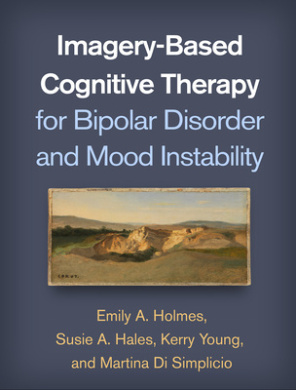 Imagery-Based
Cognitive Therapy
for Bipolar Disorder
and Mood Instability
COROT
Emily A. Holmes,
Susie A. Hales, Kerry Young,
and Martina Di Simplicio